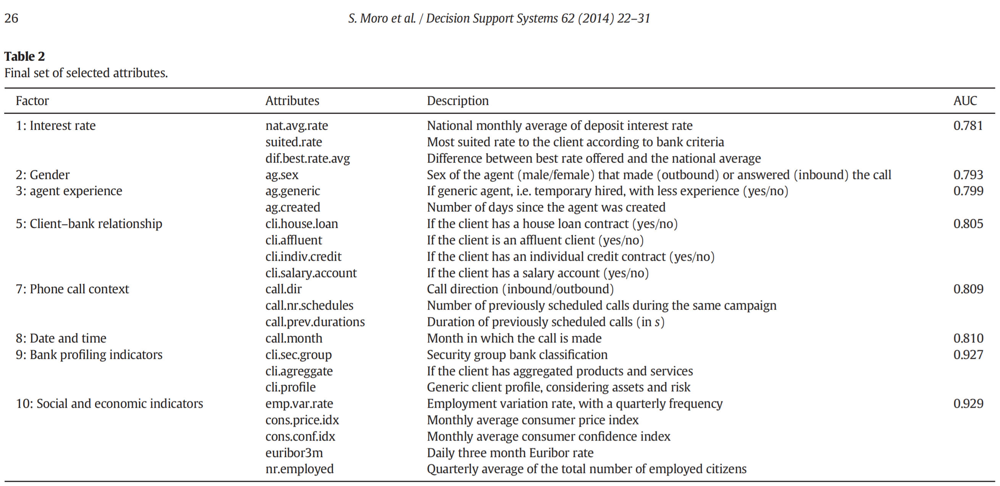 26
S. Moro et al. / Decision Support Systems 62 (2014) 22–31
Table 2
Final set of selected attributes.
Factor Attributes Description AUC
1: Interest rate nat.avg.rate National monthly average of deposit interest rate 0.781
suited.rate Most suited rate to the client according to bank criteria
dif.best.rate.avg Difference between best rate offered and the national average
2: Gender ag.sex Sex of the agent (male/female) that made (outbound) or answered (inbound) the call 0.793
3: agent experience ag.generic If generic agent, i.e. temporary hired, with less experience (yes/no) 0.799
ag.created Number of days since the agent was created
5: Client–bank relationship cli.house.loan If the client has a house loan contract (yes/no) 0.805
cli.affluent If the client is an affluent client (yes/no)
cli.indiv.credit If the client has an individual credit contract (yes/no)
cli.salary.account If the client has a salary account (yes/no)
7: Phone call context call.dir Call direction (inbound/outbound) 0.809
call.nr.schedules Number of previously scheduled calls during the same campaign
call.prev.durations Duration of previously scheduled calls (in s)
8: Date and time call.month Month in which the call is made 0.810
9: Bank profiling indicators cli.sec.group Security group bank classification 0.927
cli.agreggate If the client has aggregated products and services
cli.profile Generic client profile, considering assets and risk
10: Social and economic indicators emp.var.rate Employment variation rate, with a quarterly frequency 0.929
cons.price.idx Monthly average consumer price index
cons.conf.idx Monthly average consumer confidence index
euribor3m Daily three month Euribor rate
nr.employed Quarterly average of the total number of employed citizens